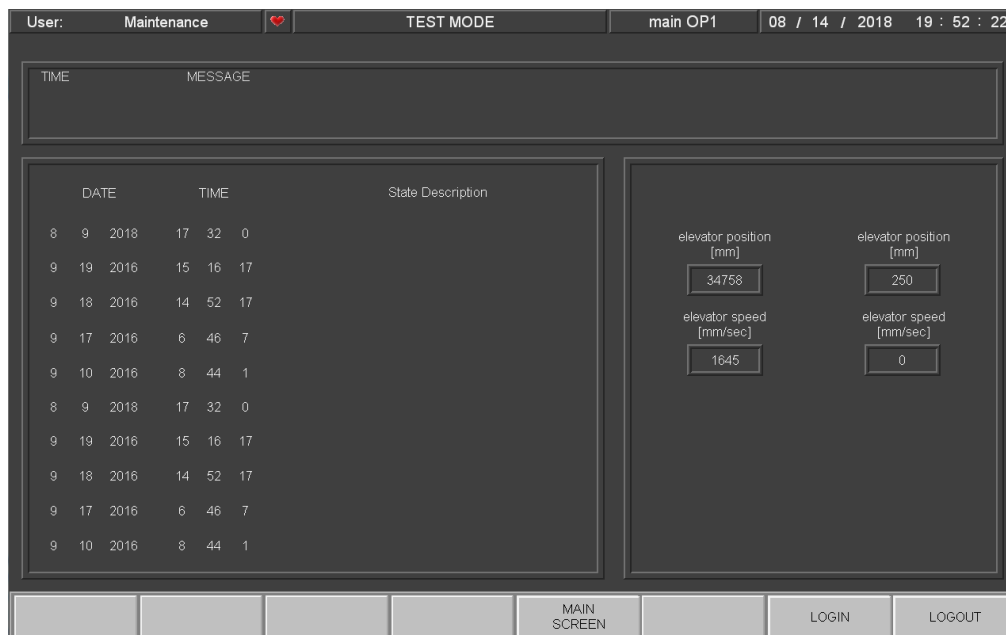 User: Maintenance TEST MODE main OP1 08 / 14 / 2018 19 : 52 : 22
TIME MESSAGE
DATE TIME State Description
8 9 2018 17 32 0
9 19 2016 15 16 17
9 18 2016 14 52 17
9 17 2016 6 46 7
9 10 2016 8 44 1
8 9 2018 17 32 0
9 19 2016 15 16 17
9 18 2016 14 52 17
9 17 2016 6 46 7
9 10 2016 8 44 1
elevator position
[mm]
34758
elevator speed
[mm/sec]
1645
elevator position
[mm]
250
elevator speed
[mm/sec]
0
MAIN
SCREEN
LOGIN
LOGOUT